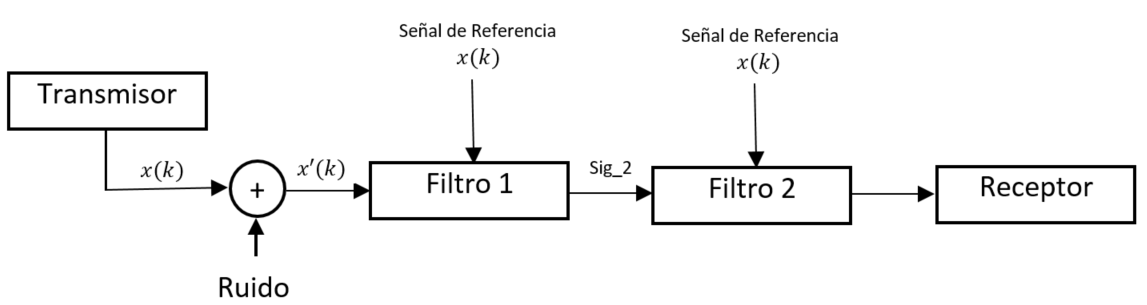 Señal de Referencia
x(k)
Señal de Referencia
x(k)
Transmisor
x(k)
+
x′(k)
Filtro 1
Sig_2
Filtro 2
Receptor
Ruido